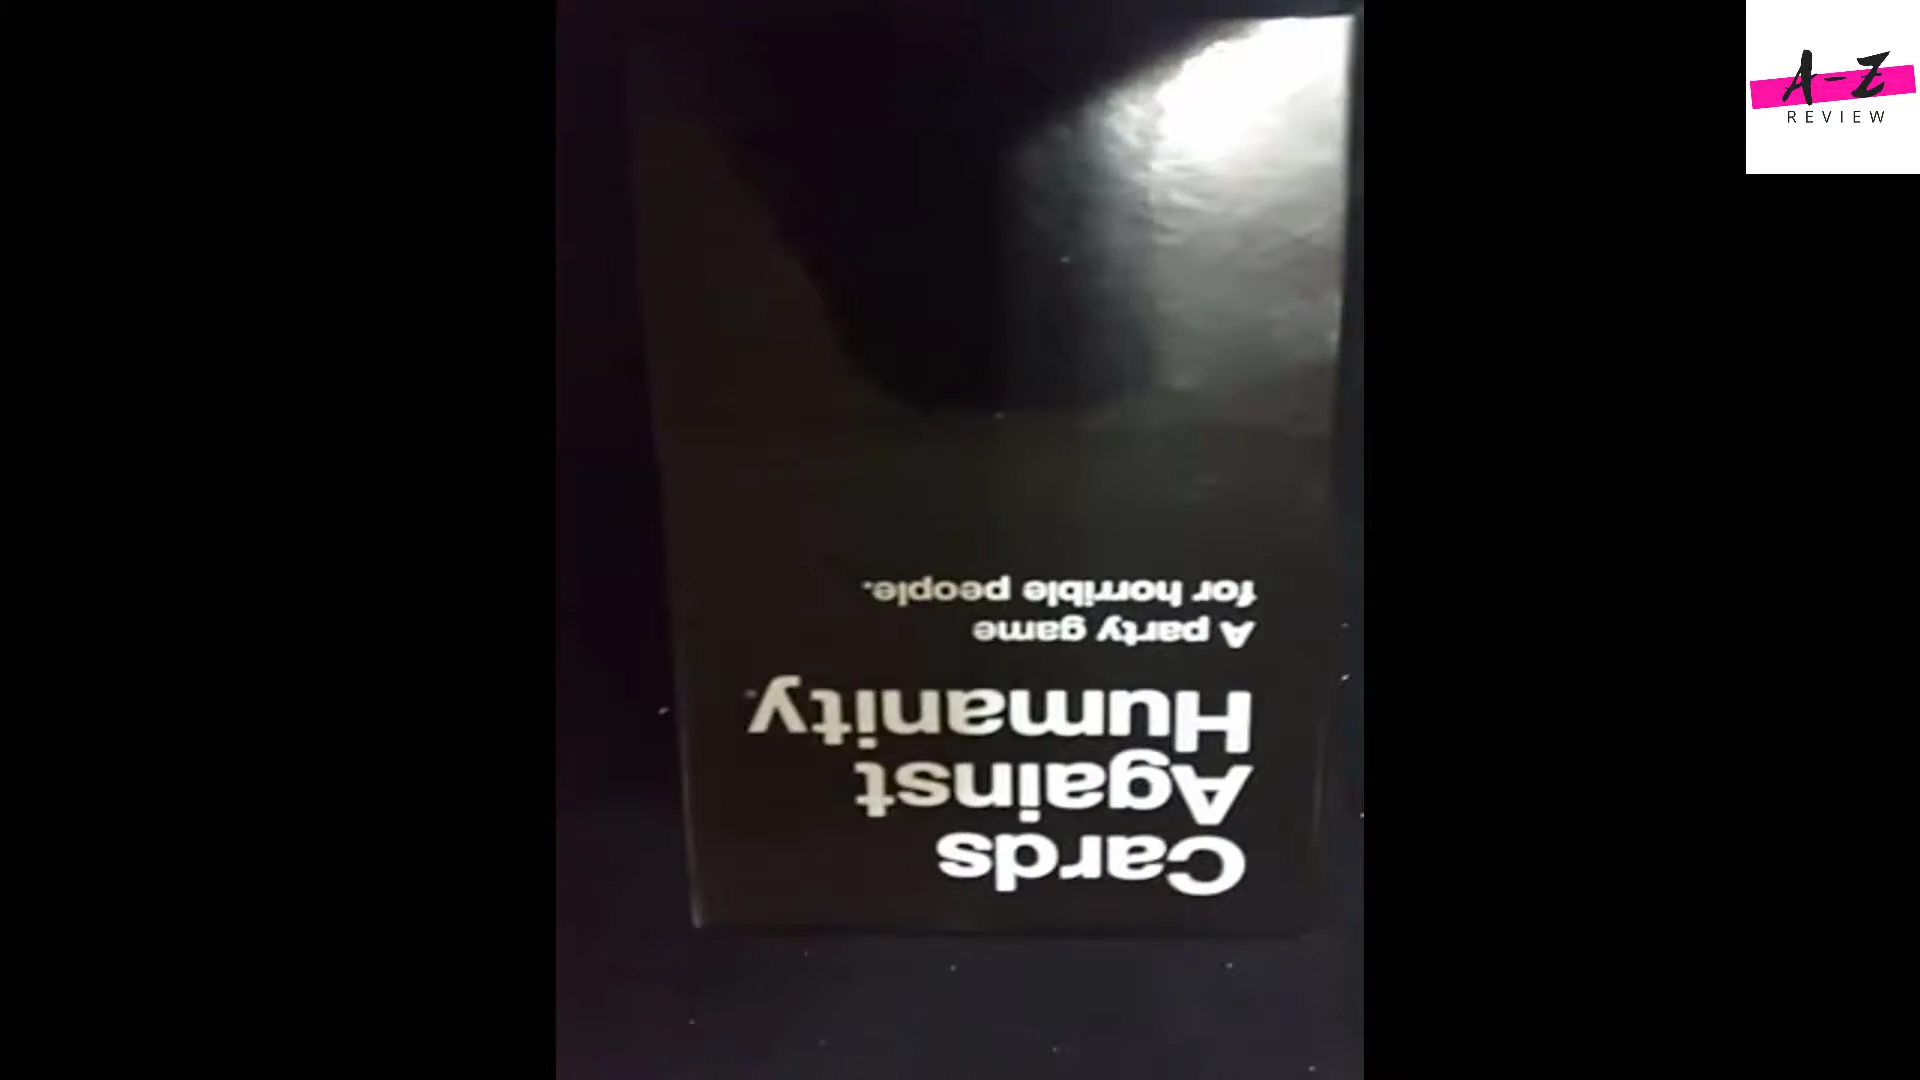 Cards
Against
Humanity.
A party game
for horrible people.
A-Z
REVIEW